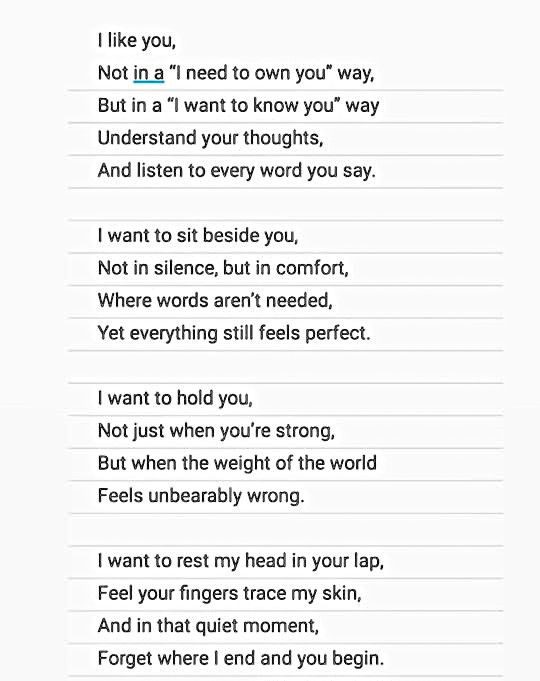 I like you,
Not in a “I need to own you” way,
But in a “I want to know you” way
Understand your thoughts,
And listen to every word you say.

I want to sit beside you,
Not in silence, but in comfort,
Where words aren’t needed,
Yet everything still feels perfect.

I want to hold you,
Not just when you’re strong,
But when the weight of the world
Feels unbearably wrong.

I want to rest my head in your lap,
Feel your fingers trace my skin,
And in that quiet moment,
Forget where I end and you begin.